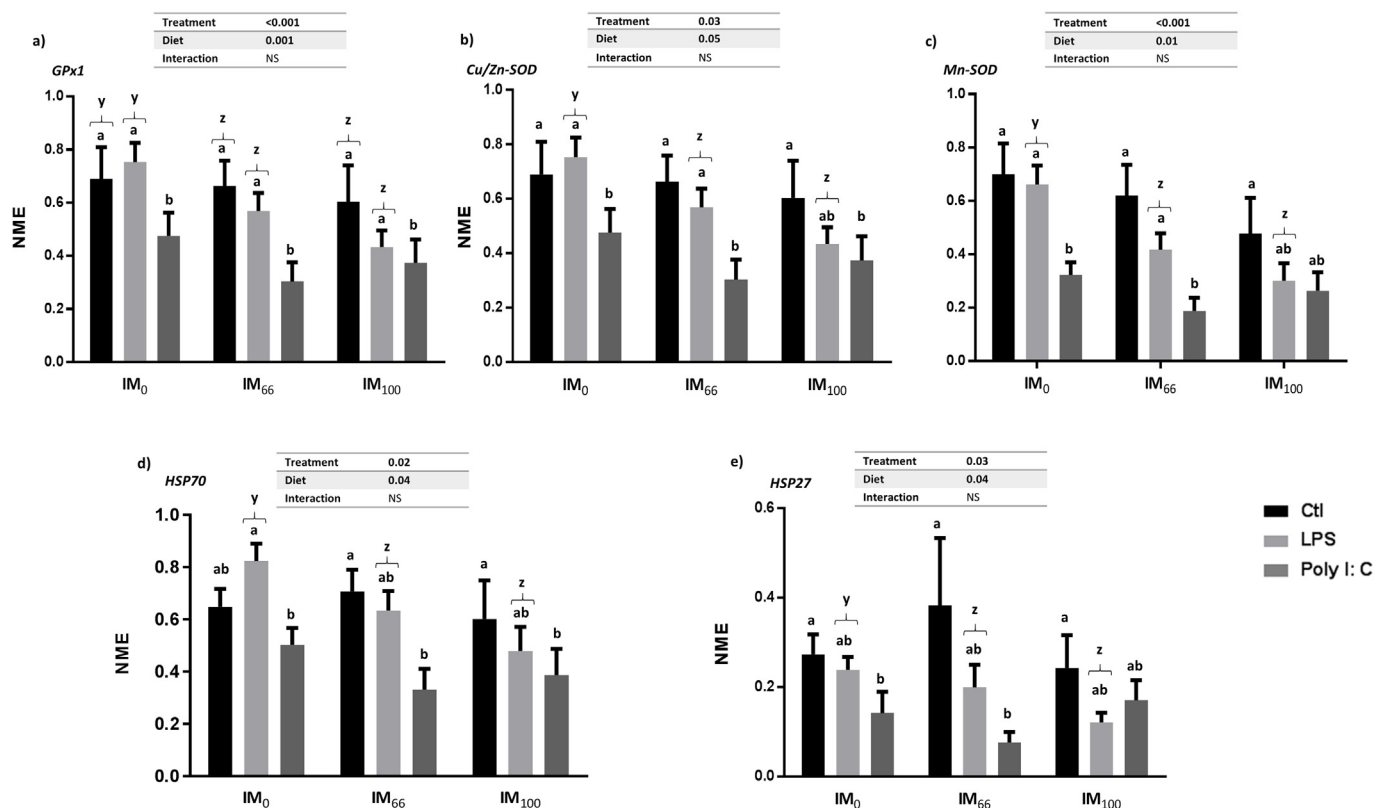 a)
Treatment <0.001
Diet 0.001
Interaction NS
GPx1
NME
1.0
0.8
0.6
0.4
0.2
0.0
y y z z z z
a a b a a b a a b
IM0 IM66 IM100
b)
Treatment 0.03
Diet 0.05
Interaction NS
Cu/Zn-SOD
NME
1.0
0.8
0.6
0.4
0.2
0.0
y z z
a a b a a b a ab b
IM0 IM66 IM100
c)
Treatment <0.001
Diet 0.01
Interaction NS
Mn-SOD
NME
1.0
0.8
0.6
0.4
0.2
0.0
y z z
a a b a a b a ab ab
IM0 IM66 IM100
d)
Treatment 0.02
Diet 0.04
Interaction NS
HSP70
NME
1.0
0.8
0.6
0.4
0.2
0.0
y z z
ab a b a ab b a ab b
IM0 IM66 IM100
e)
Treatment 0.03
Diet 0.04
Interaction NS
HSP27
NME
0.6
0.4
0.2
0.0
y z z
a ab b a ab b a ab ab
IM0 IM66 IM100
Ctl
LPS
Poly I: C